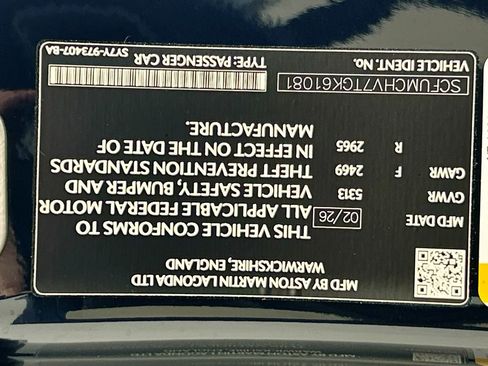 MFD BY ASTON MARTIN LAGONDA LTD
WARWICKSHIRE, ENGLAND
MFD DATE 02/26
GVWR 5313
GAWR F 2469
R 2965
THIS VEHICLE CONFORMS TO
ALL APPLICABLE FEDERAL MOTOR
VEHICLE SAFETY, BUMPER AND
THEFT PREVENTION STANDARDS
IN EFFECT ON THE DATE OF
MANUFACTURE.
VEHICLE IDENT. NO.
SCFUMCHV7TGK61081
TYPE: PASSENGER CAR
SY7Y-973407-BA